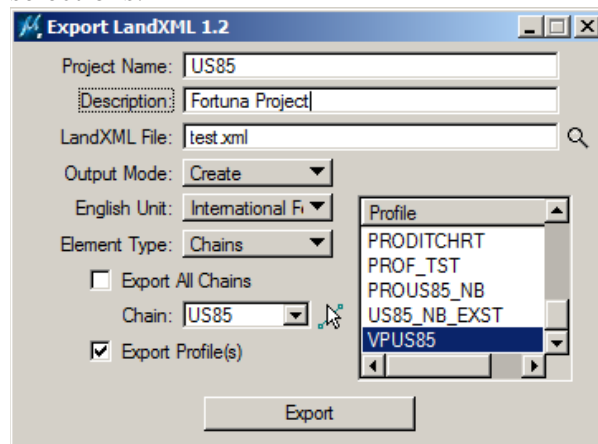 Export LandXML 1.2
Project Name: US85
Description: Fortuna Project
LandXML File: test.xml
Output Mode: Create
English Unit: International F
Element Type: Chains
Export All Chains
Chain: US85
Export Profile(s)
Profile
PRODITCHRT
PROF_TST
PROUS85_NB
US85_NB_EXST
VPUS85
Export